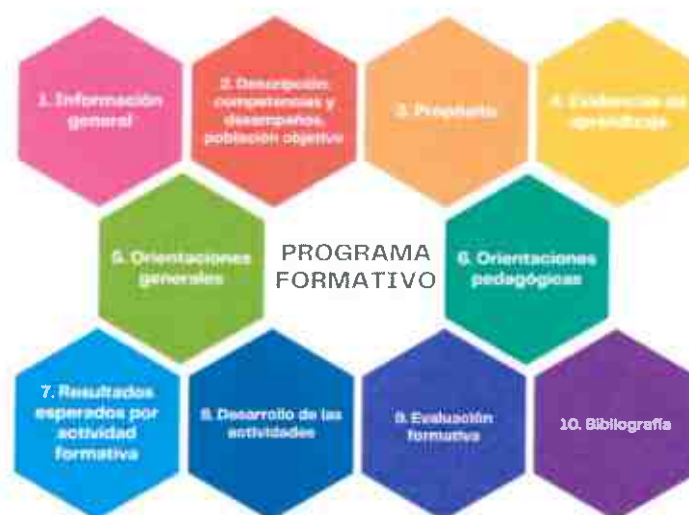 1. Información
general
2. Descripción,
competencias y
desempeños,
población objetivo
3. Propósito
4. Evidencias de
aprendizaje
5. Orientaciones
generales
PROGRAMA
FORMATIVO
6. Orientaciones
pedagógicas
7. Resultados
esperados por
actividad
formativa
8. Desarrollo de las
actividades
9. Evaluación
formativa
10. Bibliografía